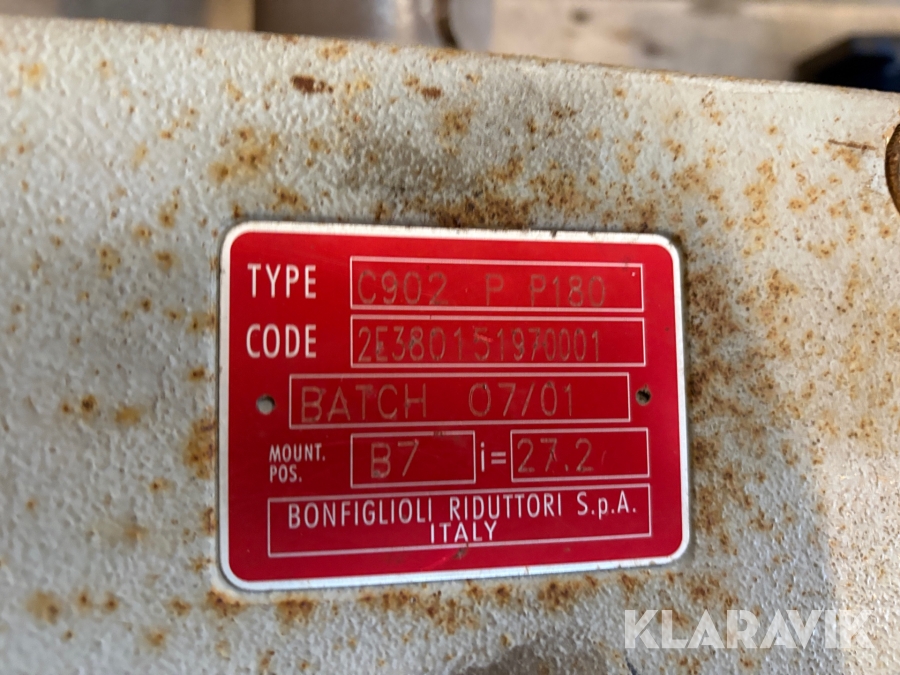 TYPE C902 P P180
CODE 2E380151970001
BATCH 07/01
MOUNT. POS. B7 i= 27.2
BONFIGLIOLI RIDUTTORI S.p.A.
ITALY
KLARAVIK